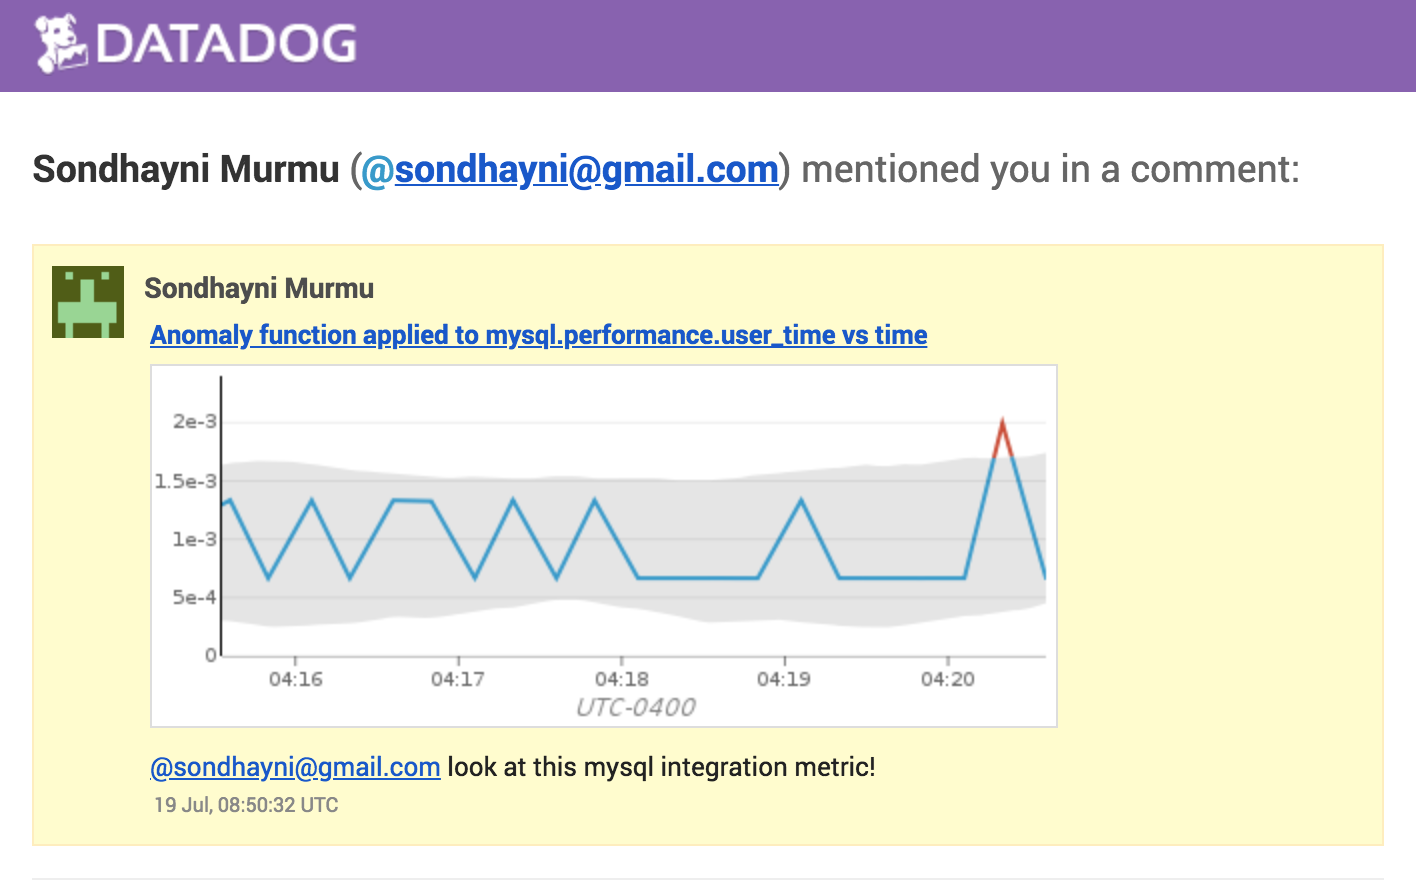 DATADOG
Sondhayni Murmu (@sondhayni@gmail.com) mentioned you in a comment:
Sondhayni Murmu
Anomaly function applied to mysql.performance.user_time vs time
2e-3
1.5e-3
1e-3
5e-4
0
04:16 04:17 04:18 04:19 04:20
UTC-0400
@sondhayni@gmail.com look at this mysql integration metric!
19 Jul, 08:50:32 UTC